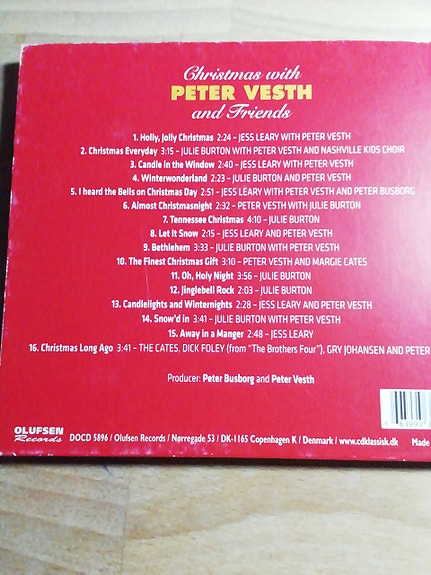 Christmas with
PETER VESTH
and Friends
1. Holly, Jolly Christmas 2:24 – JESS LEARY WITH PETER VESTH
2. Christmas Everyday 3:15 – JULIE BURTON WITH PETER VESTH AND NASHVILLE KIDS CHOIR
3. Candle in the Window 2:40 – JESS LEARY WITH PETER VESTH
4. Winterwonderland 2:23 – JULIE BURTON AND PETER VESTH
5. I heard the Bells on Christmas Day 2:51 – JESS LEARY WITH PETER VESTH AND PETER BUSBORG
6. Almost Christmasnight 2:32 – PETER VESTH WITH JULIE BURTON
7. Tennessee Christmas 4:10 – JULIE BURTON
8. Let It Snow 2:15 – JESS LEARY AND PETER VESTH
9. Bethlehem 3:33 – JULIE BURTON WITH PETER VESTH
10. The Finest Christmas Gift 3:10 – PETER VESTH AND MARGIE CATES
11. Oh, Holy Night 3:56 – JULIE BURTON
12. Jinglebell Rock 2:03 – JULIE BURTON
13. Candlelights and Winternights 2:28 – JESS LEARY AND PETER VESTH
14. Snow'd in 3:41 – JULIE BURTON WITH PETER VESTH
15. Away in a Manger 2:48 – JESS LEARY
16. Christmas Long Ago 3:41 – THE CATES, DICK FOLEY (from "The Brothers Four"), GRY JOHANSEN AND PETER
Producer: Peter Busborg and Peter Vesth
OLUFSEN
Records
DOCD 5896 / Olufsen Records / Nørregade 53 / DK-1165 Copenhagen K / Denmark / www.cdklassisk.dk Made